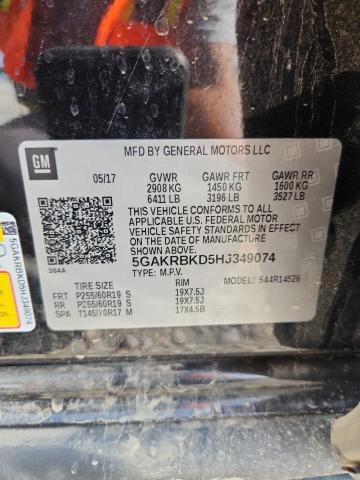 MFD BY GENERAL MOTORS LLC
GM
05/17 GVWR GAWR FRT GAWR RR
2908 KG 1450 KG 1600 KG
6411 LB 3196 LB 3527 LB
THIS VEHICLE CONFORMS TO ALL
APPLICABLE U.S. FEDERAL MOTOR
VEHICLE SAFETY STANDARDS IN EFFECT
ON THE DATE OF MANUFACTURE
SHOWN ABOVE.
5GAKRBKD5HJ349074
3S4A TYPE: M.P.V. MODEL: 544R14526
TIRE SIZE RIM
FRT P255/60R19 S 19X7.5J
RR P255/60R19 S 19X7.5J
SPA T145/70R17 M 17X4.5B
5GAKRBKD5HJ349074